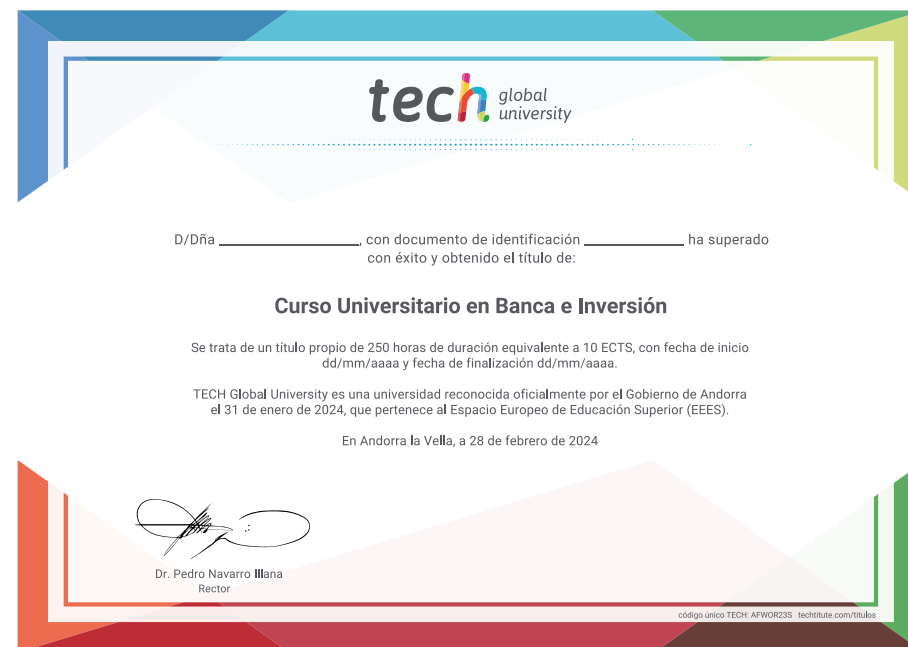 tech global university
D/Dña ____________, con documento de identificación ____________ ha superado
con éxito y obtenido el título de:
Curso Universitario en Banca e Inversión
Se trata de un título propio de 250 horas de duración equivalente a 10 ECTS, con fecha de inicio
dd/mm/aaaa y fecha de finalización dd/mm/aaaa.
TECH Global University es una universidad reconocida oficialmente por el Gobierno de Andorra
el 31 de enero de 2024, que pertenece al Espacio Europeo de Educación Superior (EEES).
En Andorra la Vella, a 28 de febrero de 2024
Dr. Pedro Navarro Illana
Rector
código único TECH: AFWOR23S techtitute.com/titulos